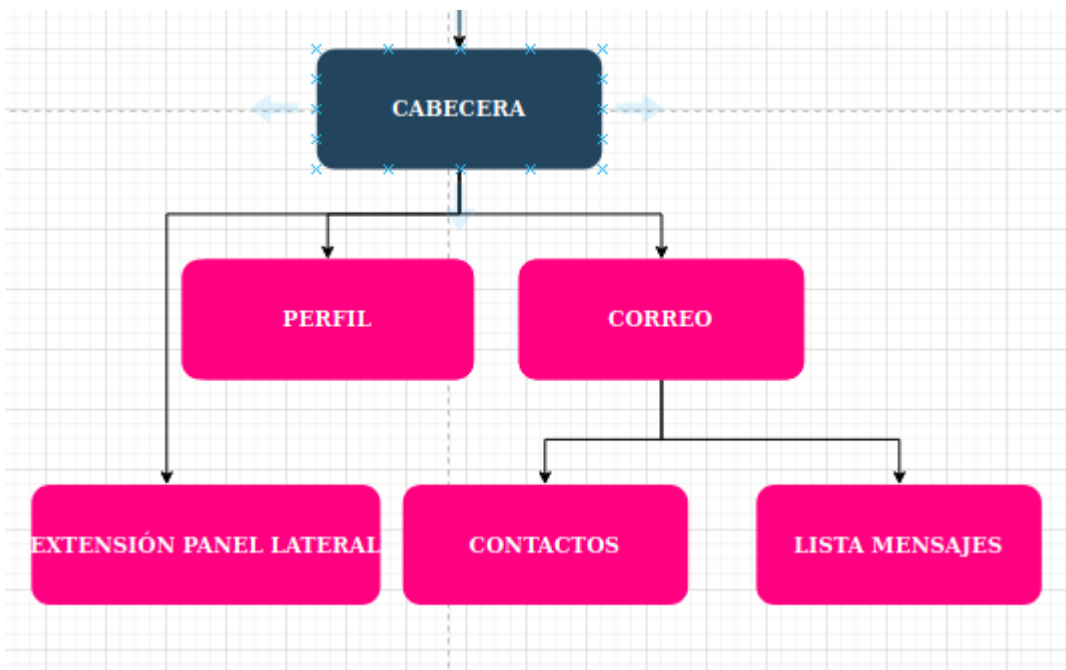 CABECERA
PERFIL
CORREO
EXTENSIÓN PANEL LATERAL
CONTACTOS
LISTA MENSAJES